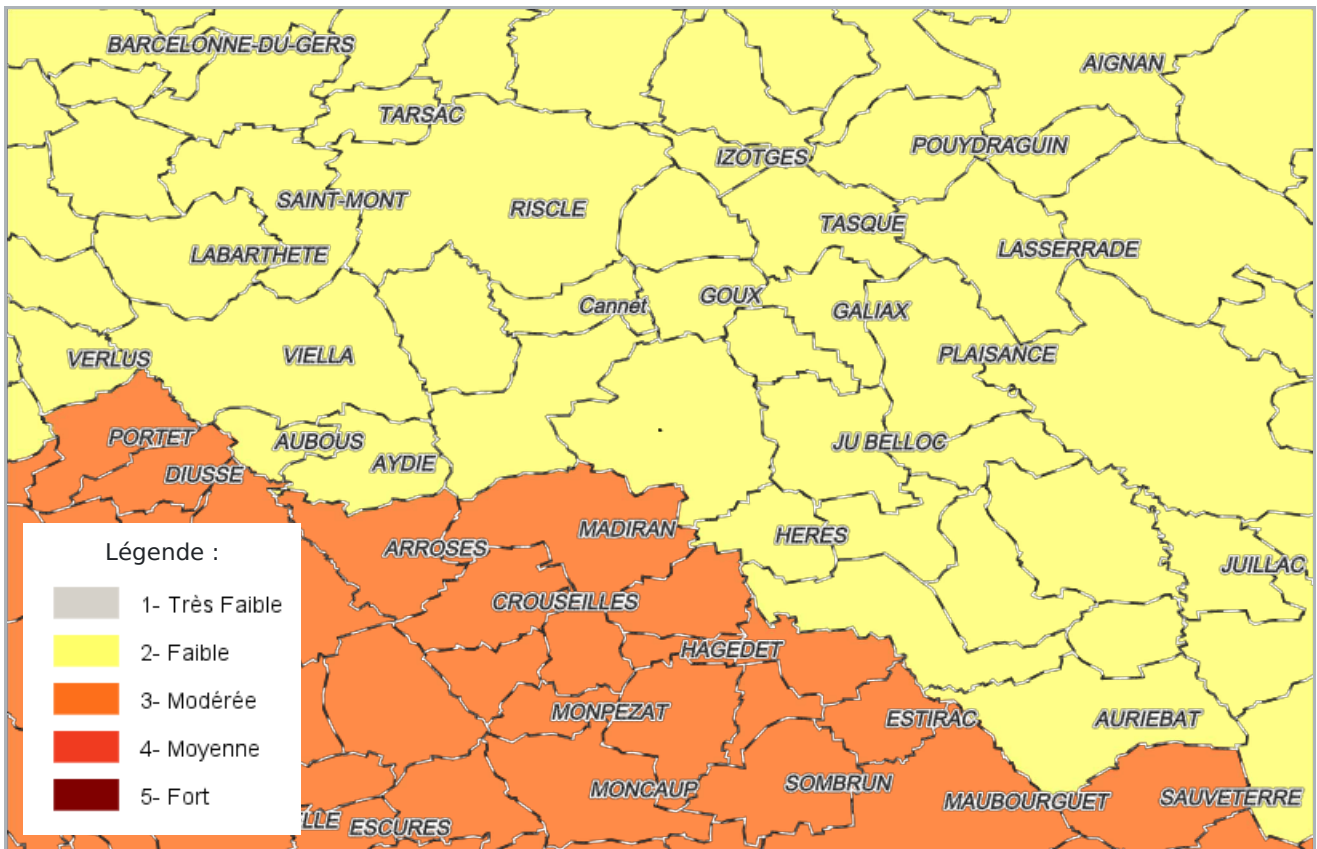 BARCELONNE-DU-GERS
AIGNAN
TARSAC
POUYDRAGUIN
IZOTGES
SAINT-MONT
RISCLE
TASQUE
LABARTHETE
LASSERRADE
Cannet
GOUX
GALIAX
VERLUS
VIELLA
PLAISANCE
PORTET
AUBOUS
JU BELLOC
AYDIE
DIUSSE
MADIRAN
HERES
ARROSES
JUILLAC
CROUSEILLES
HAGEDET
MONPEZAT
ESTIRAC
AURIEBAT
MONCAUP
SOMBRUN
MAUBOURGUET
SAUVETERRE
ELLE
ESCURES
Légende :
1- Très Faible
2- Faible
3- Modérée
4- Moyenne
5- Fort